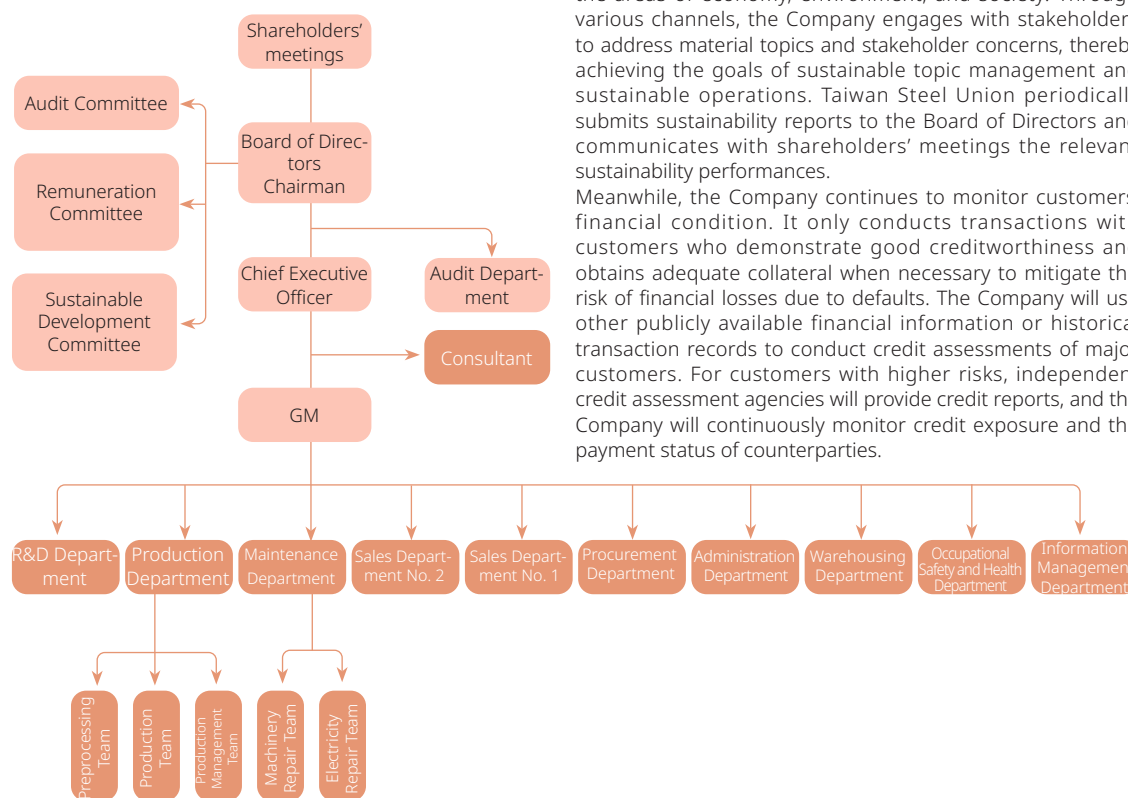 Shareholders'
meetings
Audit Committee
Board of Direc-
tors
Chairman
Remuneration
Committee
Chief Executive
Officer
Audit Depart-
ment
Sustainable
Development
Committee
Consultant
GM
various channels, the Company engages with stakeholder
to address material topics and stakeholder concerns, thereb
achieving the goals of sustainable topic management an
sustainable operations. Taiwan Steel Union periodicall
submits sustainability reports to the Board of Directors and
communicates with shareholders' meetings the relevan
sustainability performances.
Meanwhile, the Company continues to monitor customers
financial condition. It only conducts transactions wit
customers who demonstrate good creditworthiness and
obtains adequate collateral when necessary to mitigate th
risk of financial losses due to defaults. The Company will us
other publicly available financial information or historica
transaction records to conduct credit assessments of majo
customers. For customers with higher risks, independen
credit assessment agencies will provide credit reports, and th
Company will continuously monitor credit exposure and th
payment status of counterparties.
R&D Depart-
ment
Production
Department
Maintenance
Department
Sales Depart-
ment No. 2
Sales Depart-
ment No. 1
Procurement
Department
Administration
Department
Warehousing
Department
Occupational
Safety and Health
Department
Information
Managemen
Department
Preprocessing
Team
Production
Team
Production
Management
Team
Machinery
Repair Team
Electricity
Repair Team